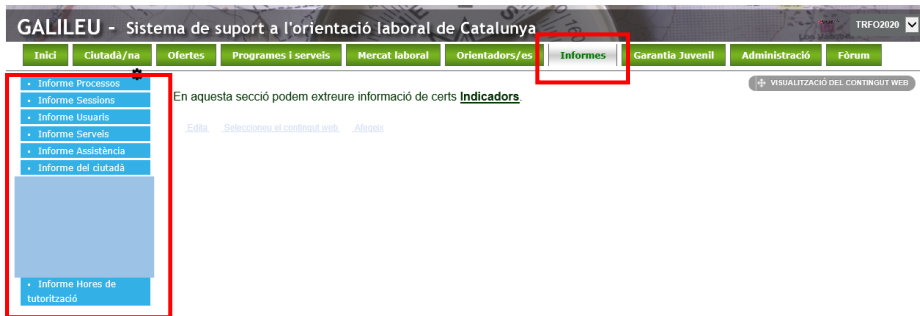 GALILEU - Sistema de suport a l'orientació laboral de Catalunya
TRFO2020
Inici Ciutadà/na Ofertes Programes i serveis Mercat laboral Orientadors/es Informes Garantia Juvenil Administració Fòrum
VISUALITZACIÓ DEL CONTINGUT WEB
Informe Processos
Informe Sessions
Informe Usuaris
Informe Serveis
Informe Assistència
Informe del ciutadà
Informe Hores de
tutorització
En aquesta secció podem extreure informació de certs Indicadors.
Edita Seleccioneu el contingut web Afegeix